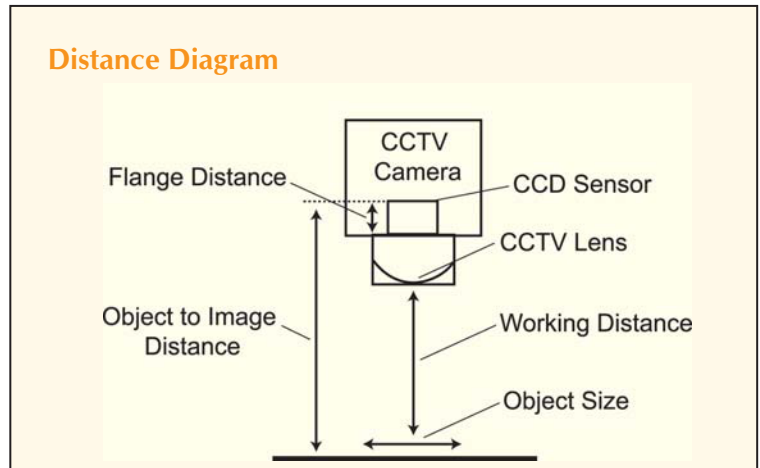 Distance Diagram
CCTV
Camera
Flange Distance
CCD Sensor
CCTV Lens
Object to Image
Distance
Working Distance
Object Size